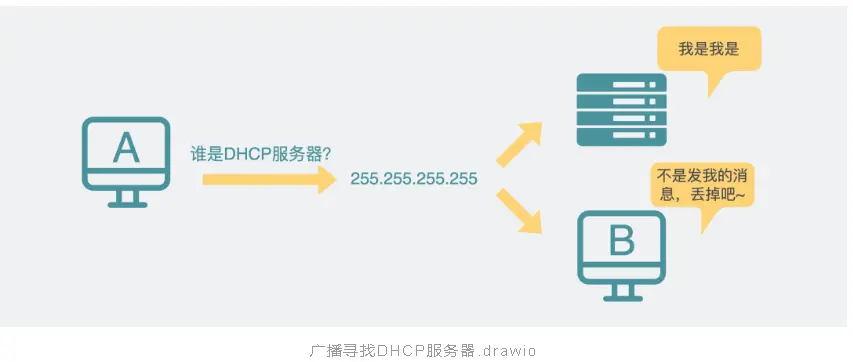 我是我是
A
谁是DHCP服务器?
255.255.255.255
不是发我的消
息，丢掉吧~
B
广播寻找DHCP服务器.drawio